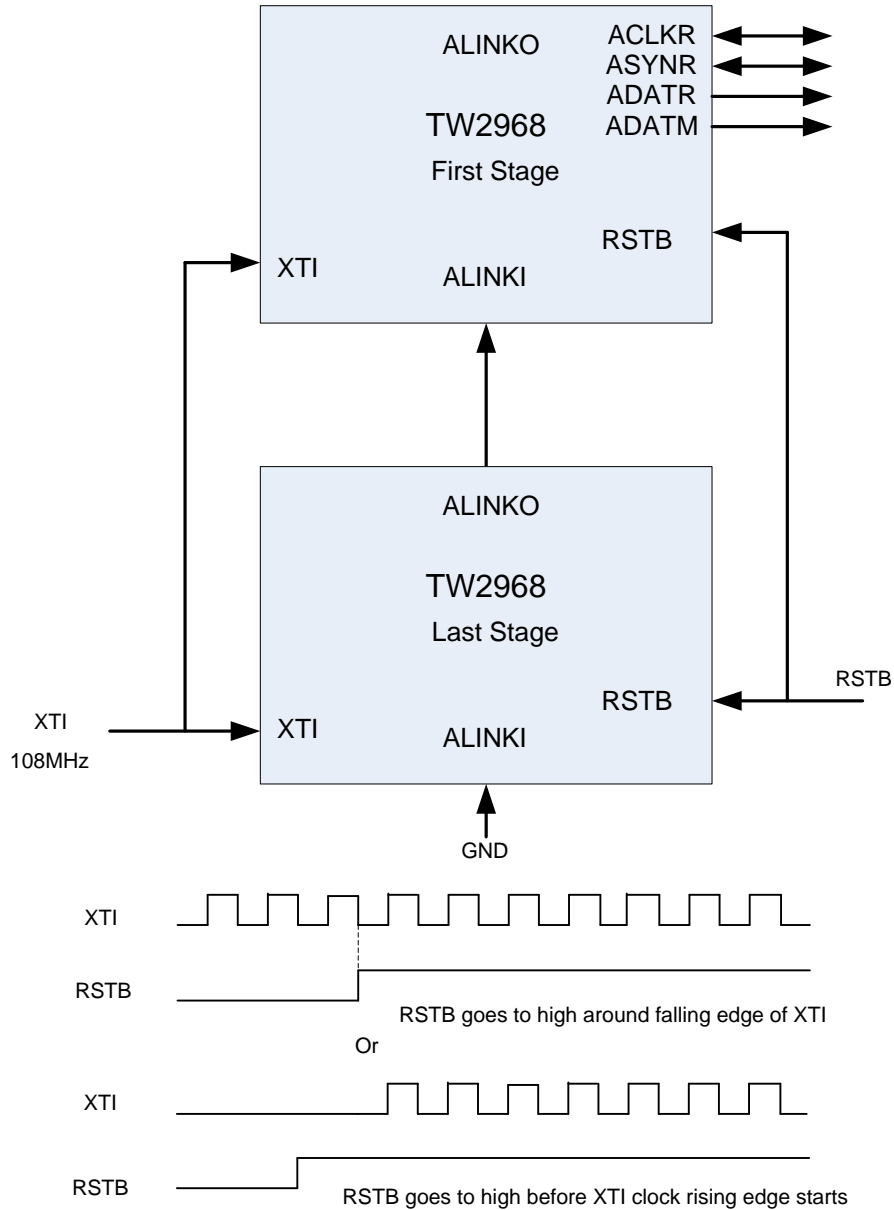 ALINKO
ACLKR
ASYNR
ADATR
ADATM
TW2968
First Stage
RSTB
XTI
ALINKI
ALINKO
TW2968
Last Stage
RSTB
RSTB
XTI
108MHz
XTI
ALINKI
GND
XTI
RSTB
RSTB goes to high around falling edge of XTI
Or
XTI
RSTB
RSTB goes to high before XTI clock rising edge starts